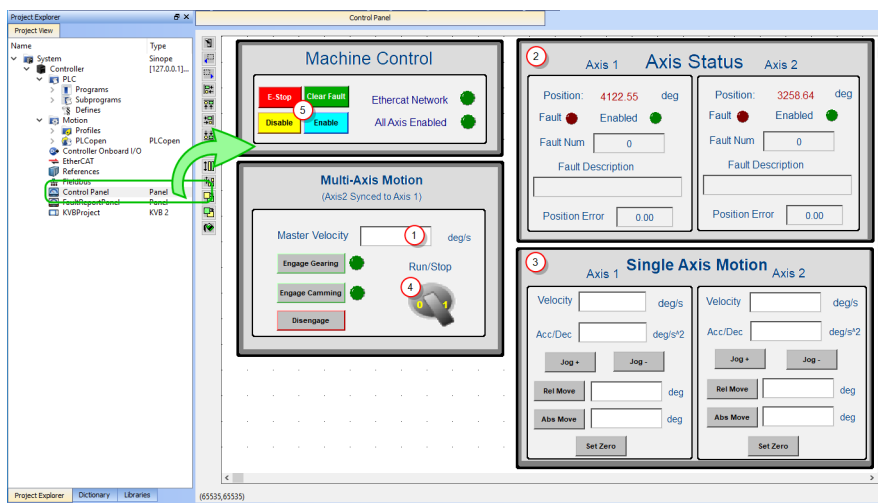 Project Explorer
Project View
Name Type
System Sinope
Controller [127.0.0.1]...
PLC
Programs
Subprograms
Defines
Motion
Profiles
PLCopen PLCopen
Controller Onboard I/O
EtherCAT
References
Fieldbus
Control Panel Panel
FaultReportPanel Panel
KVBProject KVB 2
Project Explorer Dictionary Libraries
Control Panel
Machine Control
E-Stop Clear Fault Ethercat Network
5
Disable Enable All Axis Enabled
Multi-Axis Motion
(Axis2 Synced to Axis 1)
Master Velocity 1 deg/s
Engage Gearing Run/Stop
Engage Camming 4
0 1
Disengage
2 Axis 1 Axis Status Axis 2
Position: 4122.55 deg Position: 3258.64 deg
Fault Enabled Fault Enabled
Fault Num 0 Fault Num 0
Fault Description Fault Description
Position Error 0.00 Position Error 0.00
3 Axis 1 Single Axis Motion Axis 2
Velocity deg/s Velocity deg/s
Acc/Dec deg/s^2 Acc/Dec deg/s^2
Jog + Jog - Jog + Jog -
Rel Move deg Rel Move deg
Abs Move deg Abs Move deg
Set Zero Set Zero
(65535,65535)